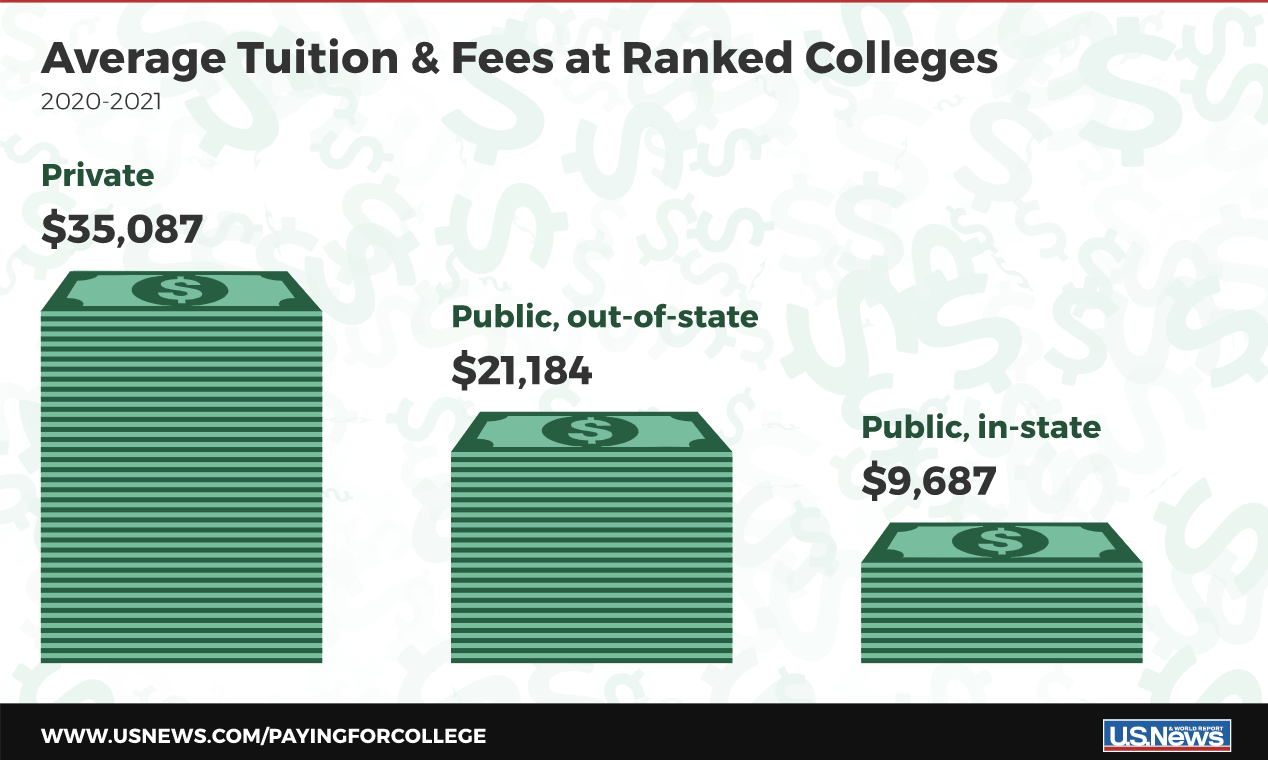 Average Tuition & Fees at Ranked Colleges
2020-2021
Private
$35,087
$
Public, out-of-state
$21,184
$
Public, in-state
$9,687
$
WWW.USNEWS.COM/PAYINGFORCOLLEGE
U.S.News & WORLD REPORT